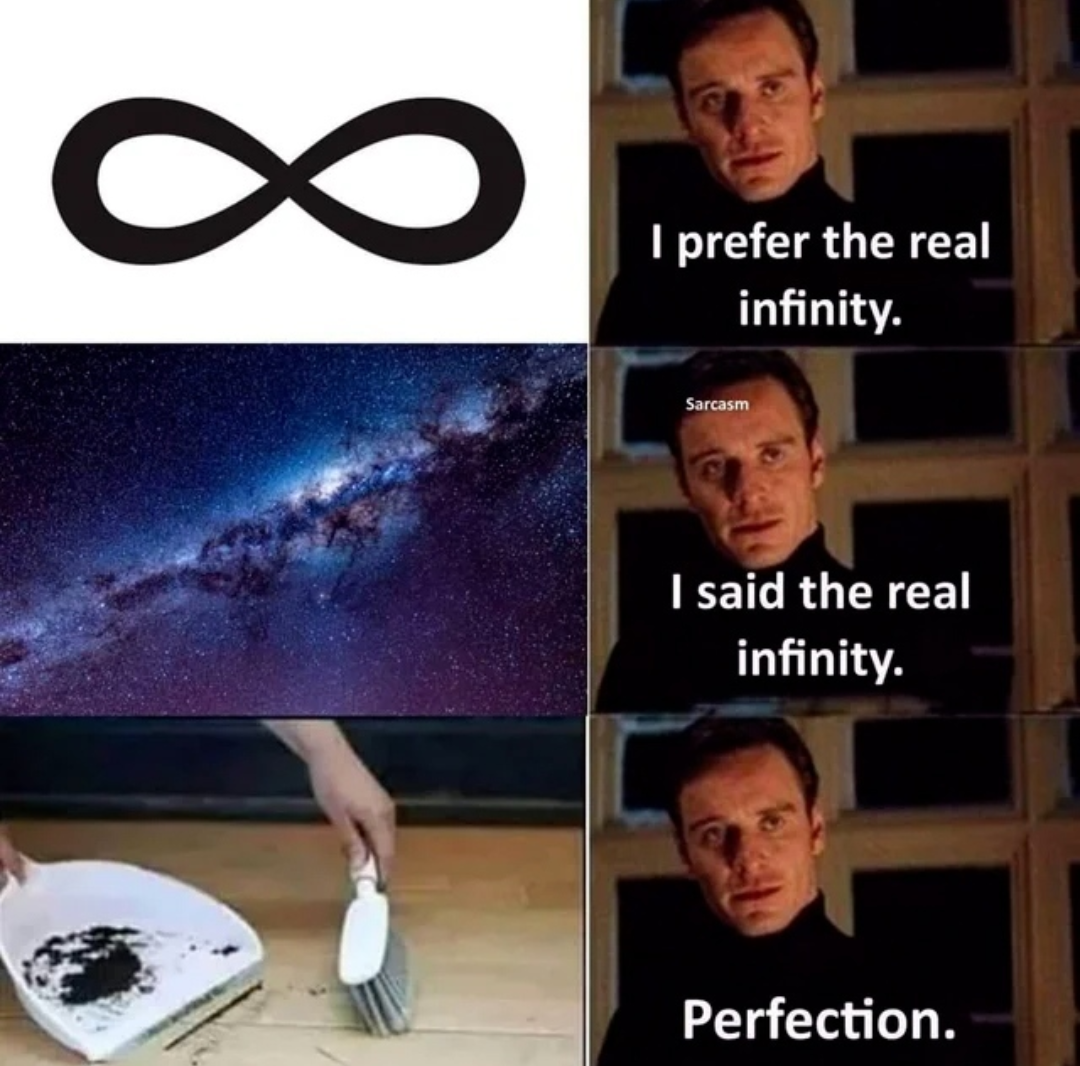 I prefer the real
infinity.
Sarcasm
I said the real
infinity.
Perfection.